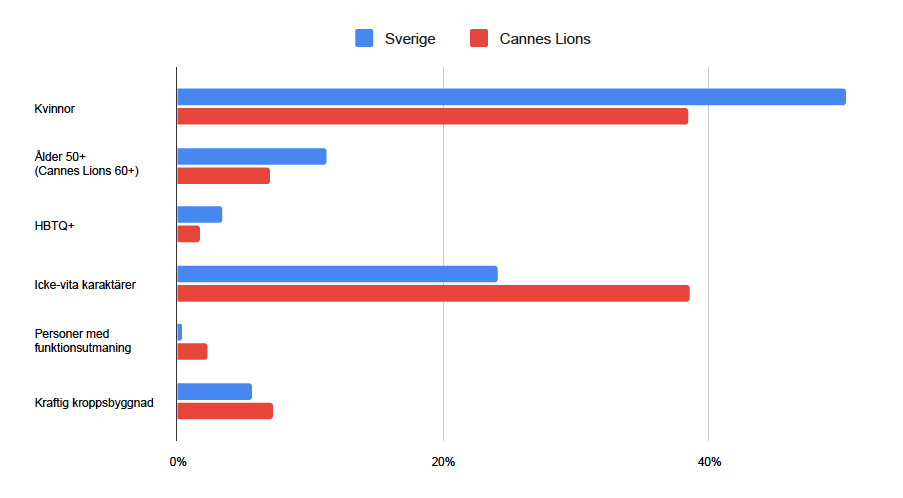 Sverige
Cannes Lions
Kvinnor
Ålder 50+
(Cannes Lions 60+)
HBTQ+
Icke-vita karaktärer
Personer med
funktionsutmaning
Kraftig kroppsbyggnad
0%
20%
40%